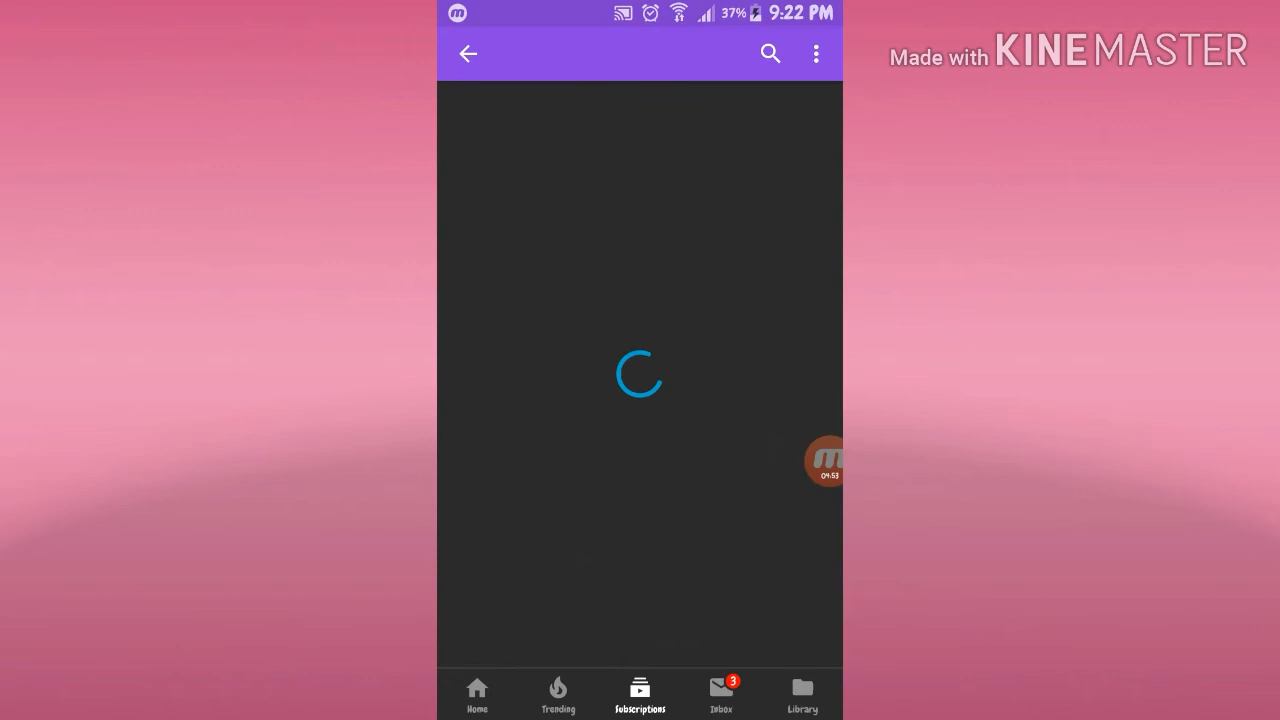 37% 9:22 PM
Made with KINEMASTER
04:53
3
Home Trending Subscriptions Inbox Library